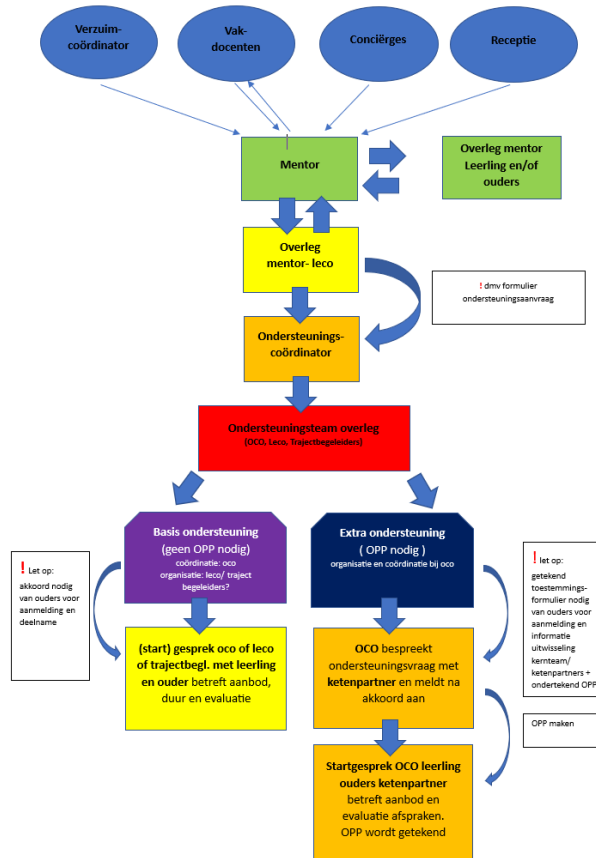 Verzuim-
coördinator
Vak-
docenten
Conciërges
Receptie
Mentor
Overleg mentor
Leerling en/of
ouders
Overleg
mentor- leco
! dmv formulier
ondersteuningsaanvraag
Ondersteunings-
coördinator
Ondersteuningsteam overleg
(OCO, Leco, Trajectbegeleiders)
Basis ondersteuning
(geen OPP nodig)
coördinatie: oco
organisatie: leco/ traject
begeleiders?
Extra ondersteuning
( OPP nodig )
organisatie en coördinatie bij oco
! Let op:
akkoord nodig
van ouders voor
aanmelding en
deelname
! let op:
getekend
toestemmings-
formulier nodig
van ouders voor
aanmelding en
informatie
uitwisseling
kernteam/
ketenpartners +
ondertekend OPP
(start) gesprek oco of leco
of trajectbegl. met leerling
en ouder betreft aanbod,
duur en evaluatie
OCO bespreekt
ondersteuningsvraag met
ketenpartner en meldt na
akkoord aan
OPP maken
Startgesprek OCO leerling
ouders ketenpartner
betreft aanbod en
evaluatie afspraken.
OPP wordt getekend